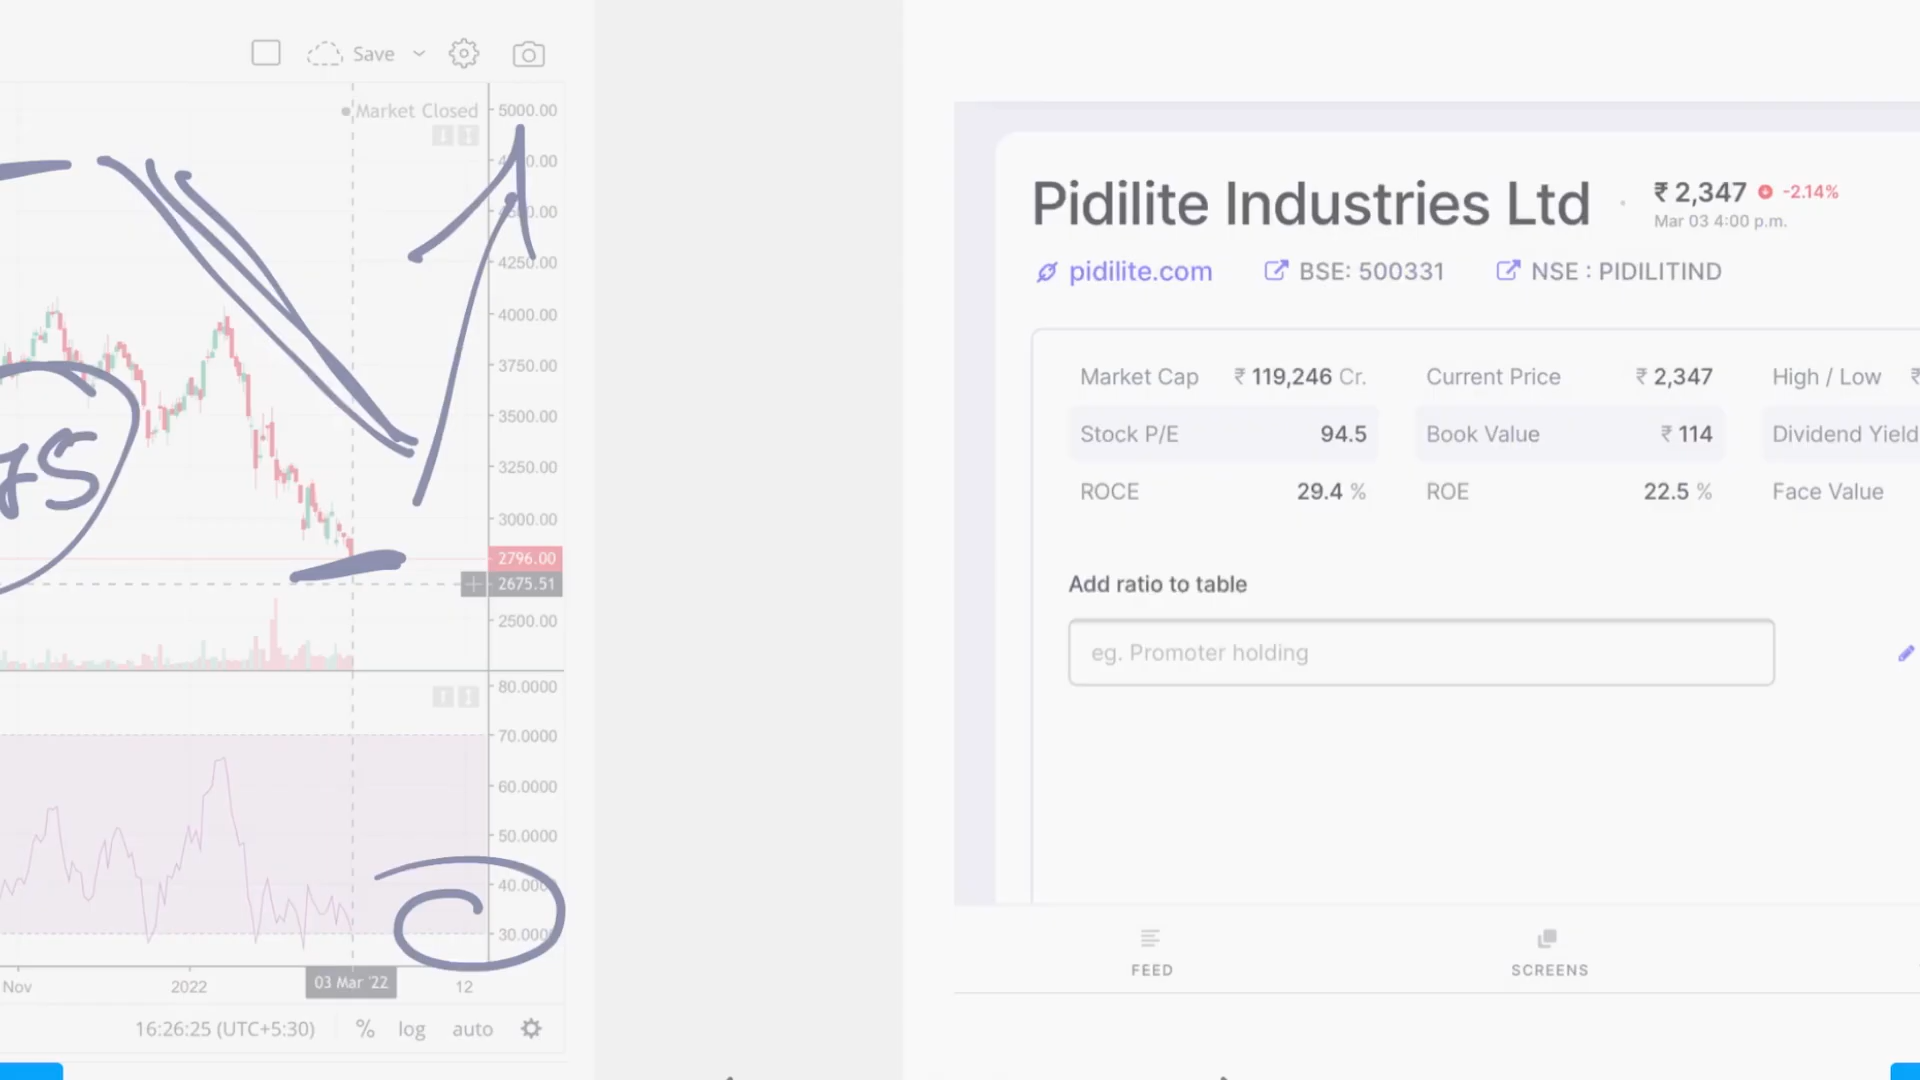 Save
Market Closed
5000.00
4250.00
4000.00
3750.00
3500.00
3250.00
3000.00
2796.00
2675.51
2500.00
80.0000
70.0000
60.0000
50.0000
40.0000
30.0000
Nov 2022 03 Mar '22 12
16:26:25 (UTC+5:30) % log auto
75
Pidilite Industries Ltd ₹ 2,347 -2.14%
Mar 03 4:00 p.m.
pidilite.com BSE: 500331 NSE : PIDILITIND
Market Cap ₹ 119,246 Cr. Current Price ₹ 2,347 High / Low ₹
Stock P/E 94.5 Book Value ₹ 114 Dividend Yield
ROCE 29.4 % ROE 22.5 % Face Value
Add ratio to table
eg. Promoter holding
FEED SCREENS